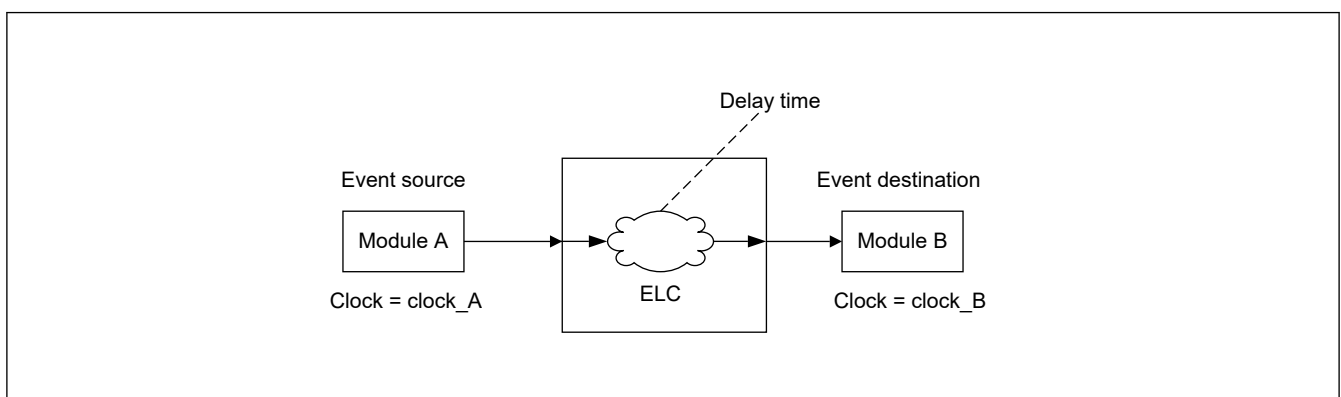 Delay time
Event source
Event destination
Module A
Module B
ELC
Clock = clock_A
Clock = clock_B